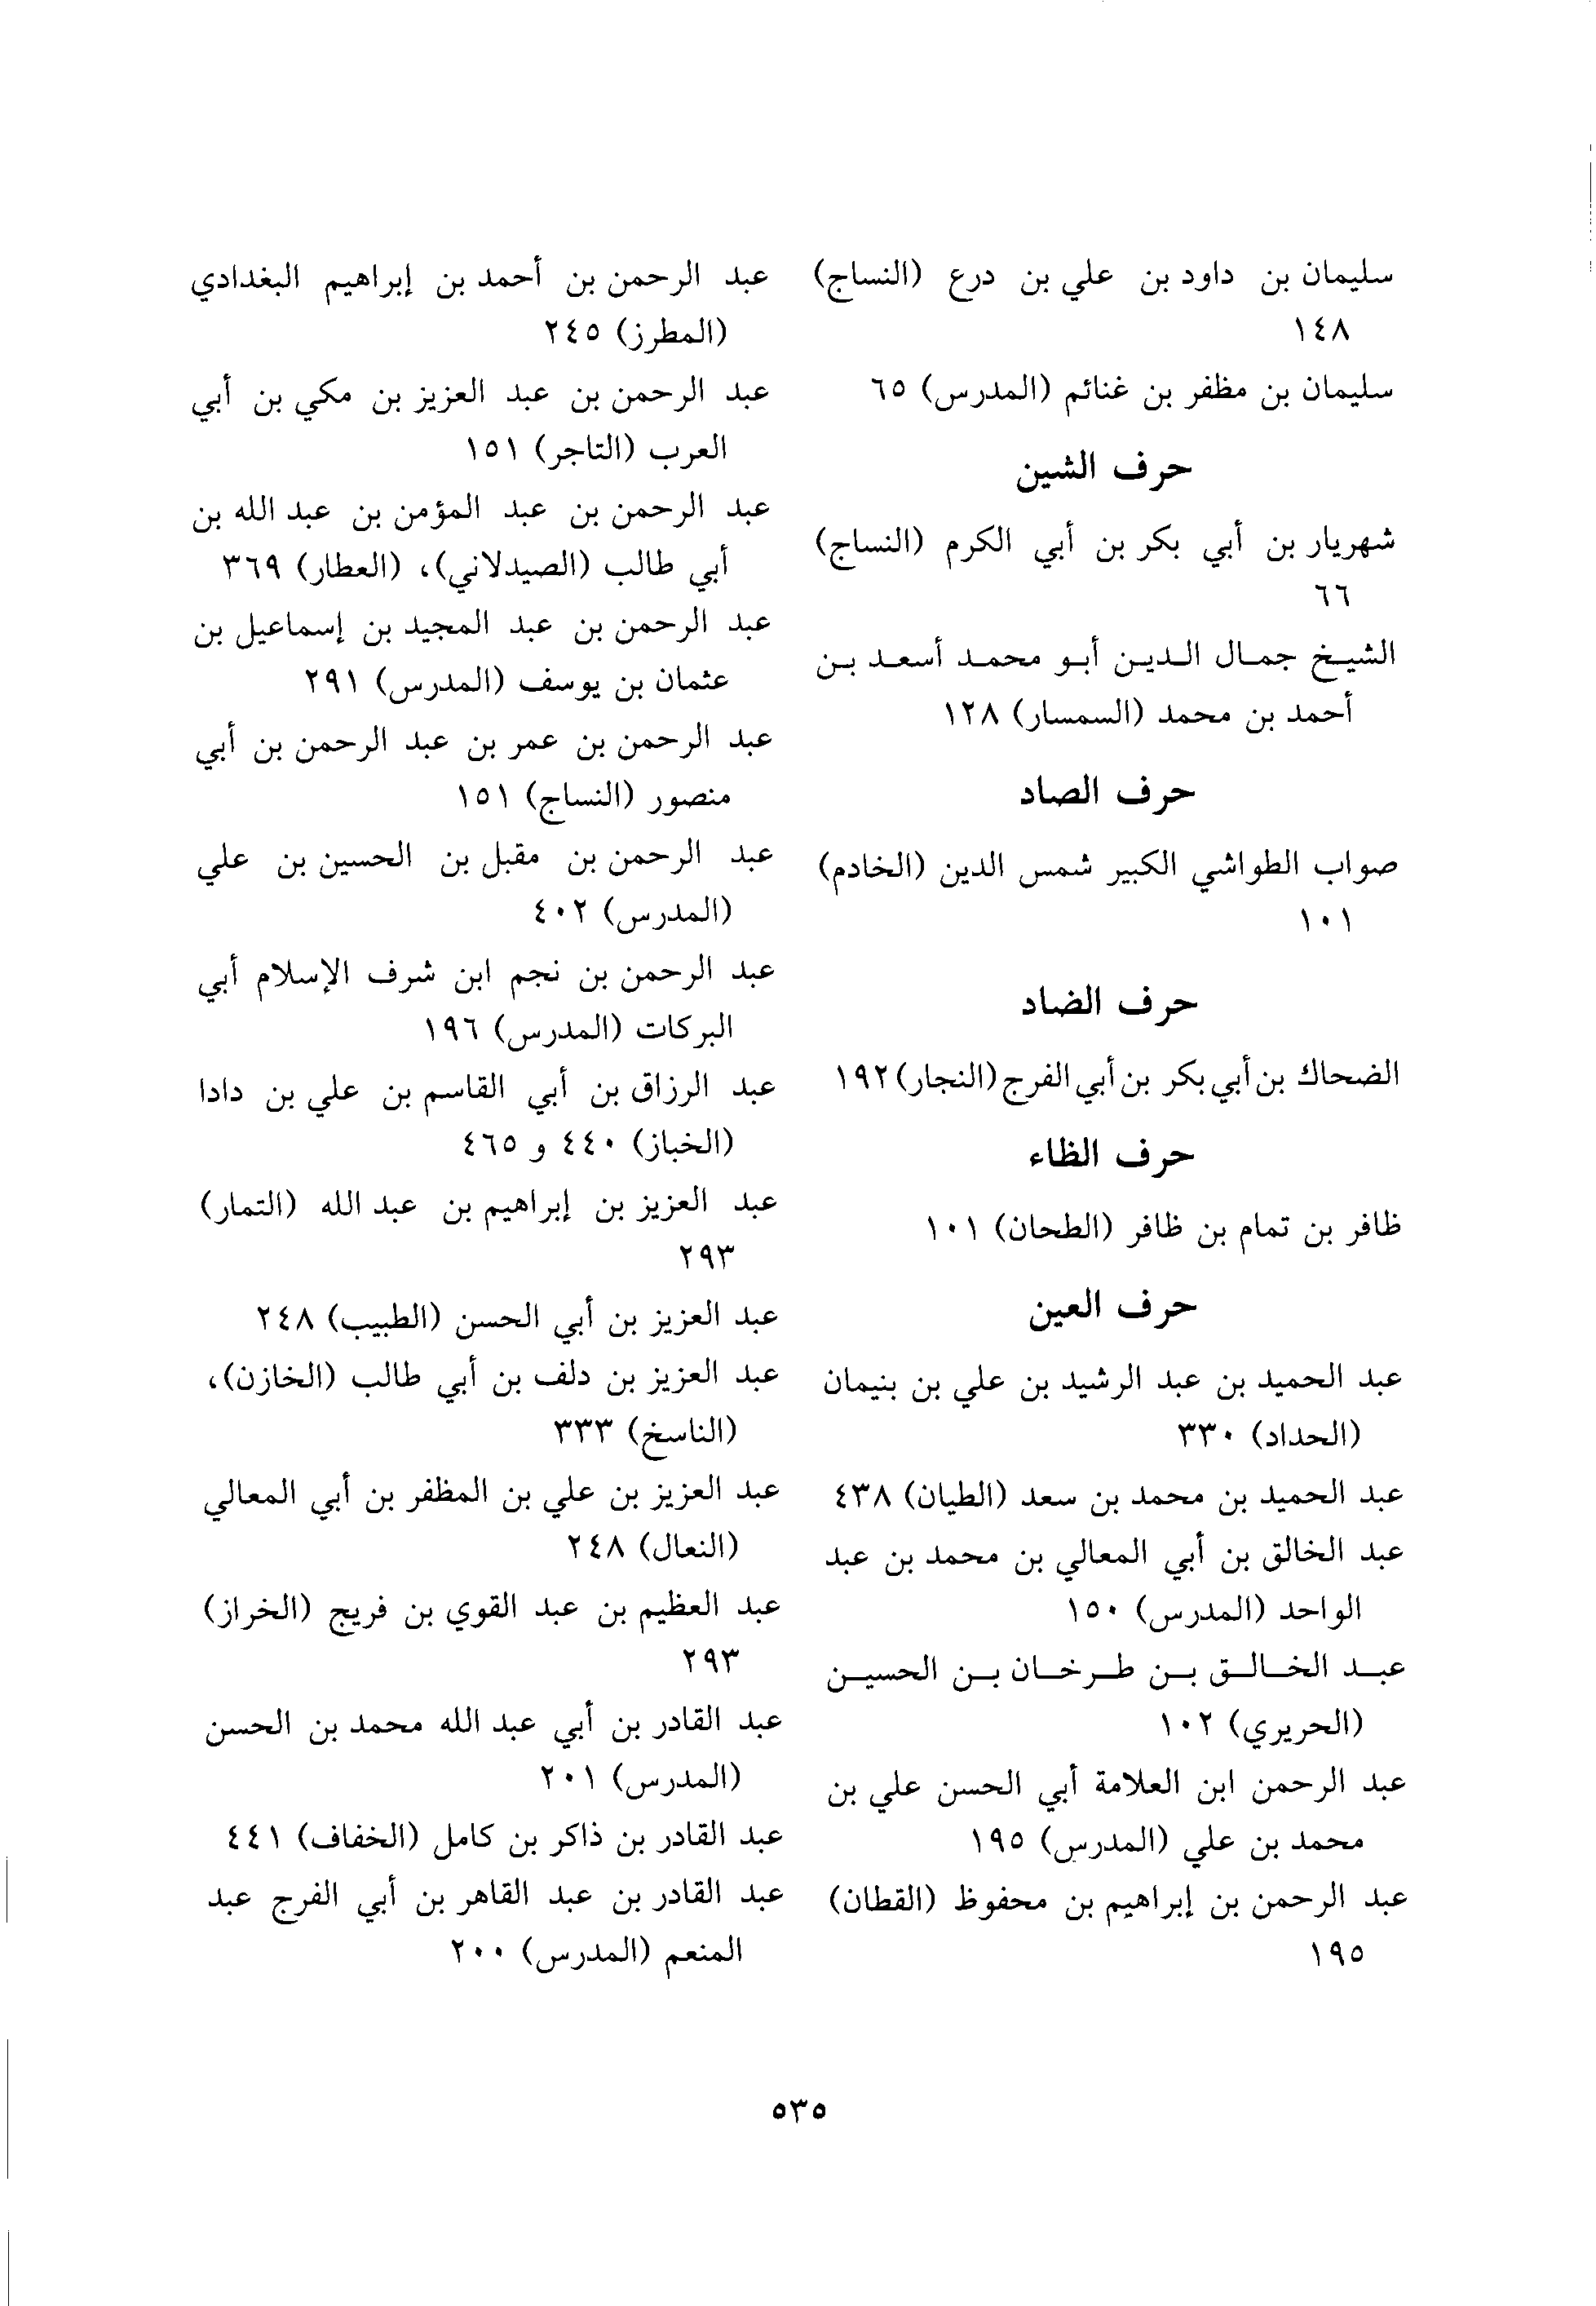 سليمان بن داود بن علي بن درع (النساج)
١٤٨
سليمان بن مظفر بن غنائم (المدرس) ٦٥
حرف الشين
شهريار بن أبي بكر بن أبي الكرم (النساج)
٦٦
الشيخ جمال الدين أبو محمد أسعد بن
أحمد بن محمد (السمسار) ١٢٨
حرف الصاد
صواب الطواشي الكبير شمس الدين (الخادم)
١٠١
حرف الضاد
الضحاك بن أبي بكر بن أبي الفرج (النجار) ١٩٢
حرف الظاء
ظافر بن تمام بن ظافر (الطحان) ١٠١
حرف العين
عبد الحميد بن عبد الرشيد بن علي بن بنيمان
(الحداد) ٣٣٠
عبد الحميد بن محمد بن سعد (الطيان) ٤٣٨
عبد الخالق بن أبي المعالي بن محمد بن عبد
الواحد (المدرس) ١٥٠
عبد الخالق بن طرخان بن الحسين
(الحريري) ١٠٢
عبد الرحمن ابن العلامة أبي الحسن علي بن
محمد بن علي (المدرس) ١٩٥
عبد الرحمن بن إبراهيم بن محفوظ (القطان)
١٩٥
عبد الرحمن بن أحمد بن إبراهيم البغدادي
(المطرز) ٢٤٥
عبد الرحمن بن عبد العزيز بن مكي بن أبي
العرب (التاجر) ١٥١
عبد الرحمن بن عبد المؤمن بن عبد الله بن
أبي طالب (الصيدلاني)، (العطار) ٣٦٩
عبد الرحمن بن عبد المجيد بن إسماعيل بن
عثمان بن يوسف (المدرس) ٢٩١
عبد الرحمن بن عمر بن عبد الرحمن بن أبي
منصور (النساج) ١٥١
عبد الرحمن بن مقبل بن الحسين بن علي
(المدرس) ٤٠٢
عبد الرحمن بن نجم ابن شرف الإسلام أبي
البركات (المدرس) ١٩٦
عبد الرزاق بن أبي القاسم بن علي بن دادا
(الخباز) ٤٤٠ و ٤٦٥
عبد العزيز بن إبراهيم بن عبد الله (التمار)
٢٩٣
عبد العزيز بن أبي الحسن (الطبيب) ٢٤٨
عبد العزيز بن دلف بن أبي طالب (الخازن)،
(الناسخ) ٣٣٣
عبد العزيز بن علي بن المظفر بن أبي المعالي
(النعال) ٢٤٨
عبد العظيم بن عبد القوي بن فريج (الخراز)
٢٩٣
عبد القادر بن أبي عبد الله محمد بن الحسن
(المدرس) ٢٠١
عبد القادر بن ذاكر بن كامل (الخفاف) ٤٤١
عبد القادر بن عبد القاهر بن أبي الفرج عبد
المنعم (المدرس) ٢٠٠
٥٣٥